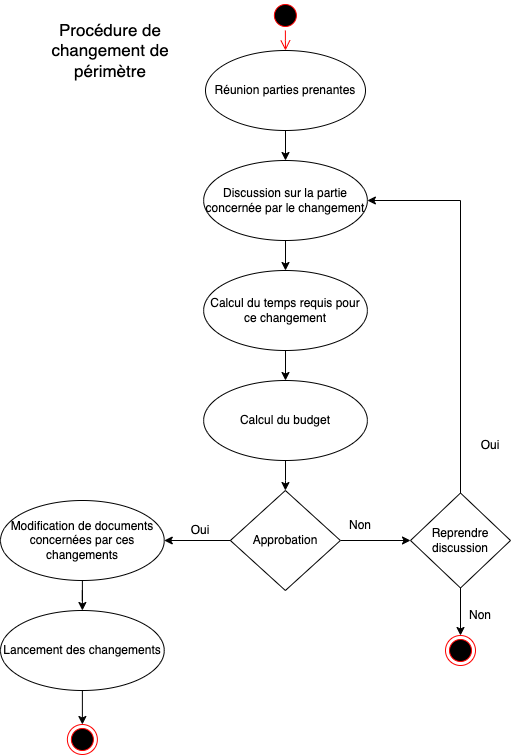 Procédure de
changement de
périmètre
Réunion parties prenantes
Discussion sur la partie
concernée par le changement
Calcul du temps requis pour
ce changement
Calcul du budget
Oui
Modification de documents
concernées par ces
changements
Oui
Approbation
Non
Reprendre
discussion
Non
Lancement des changements